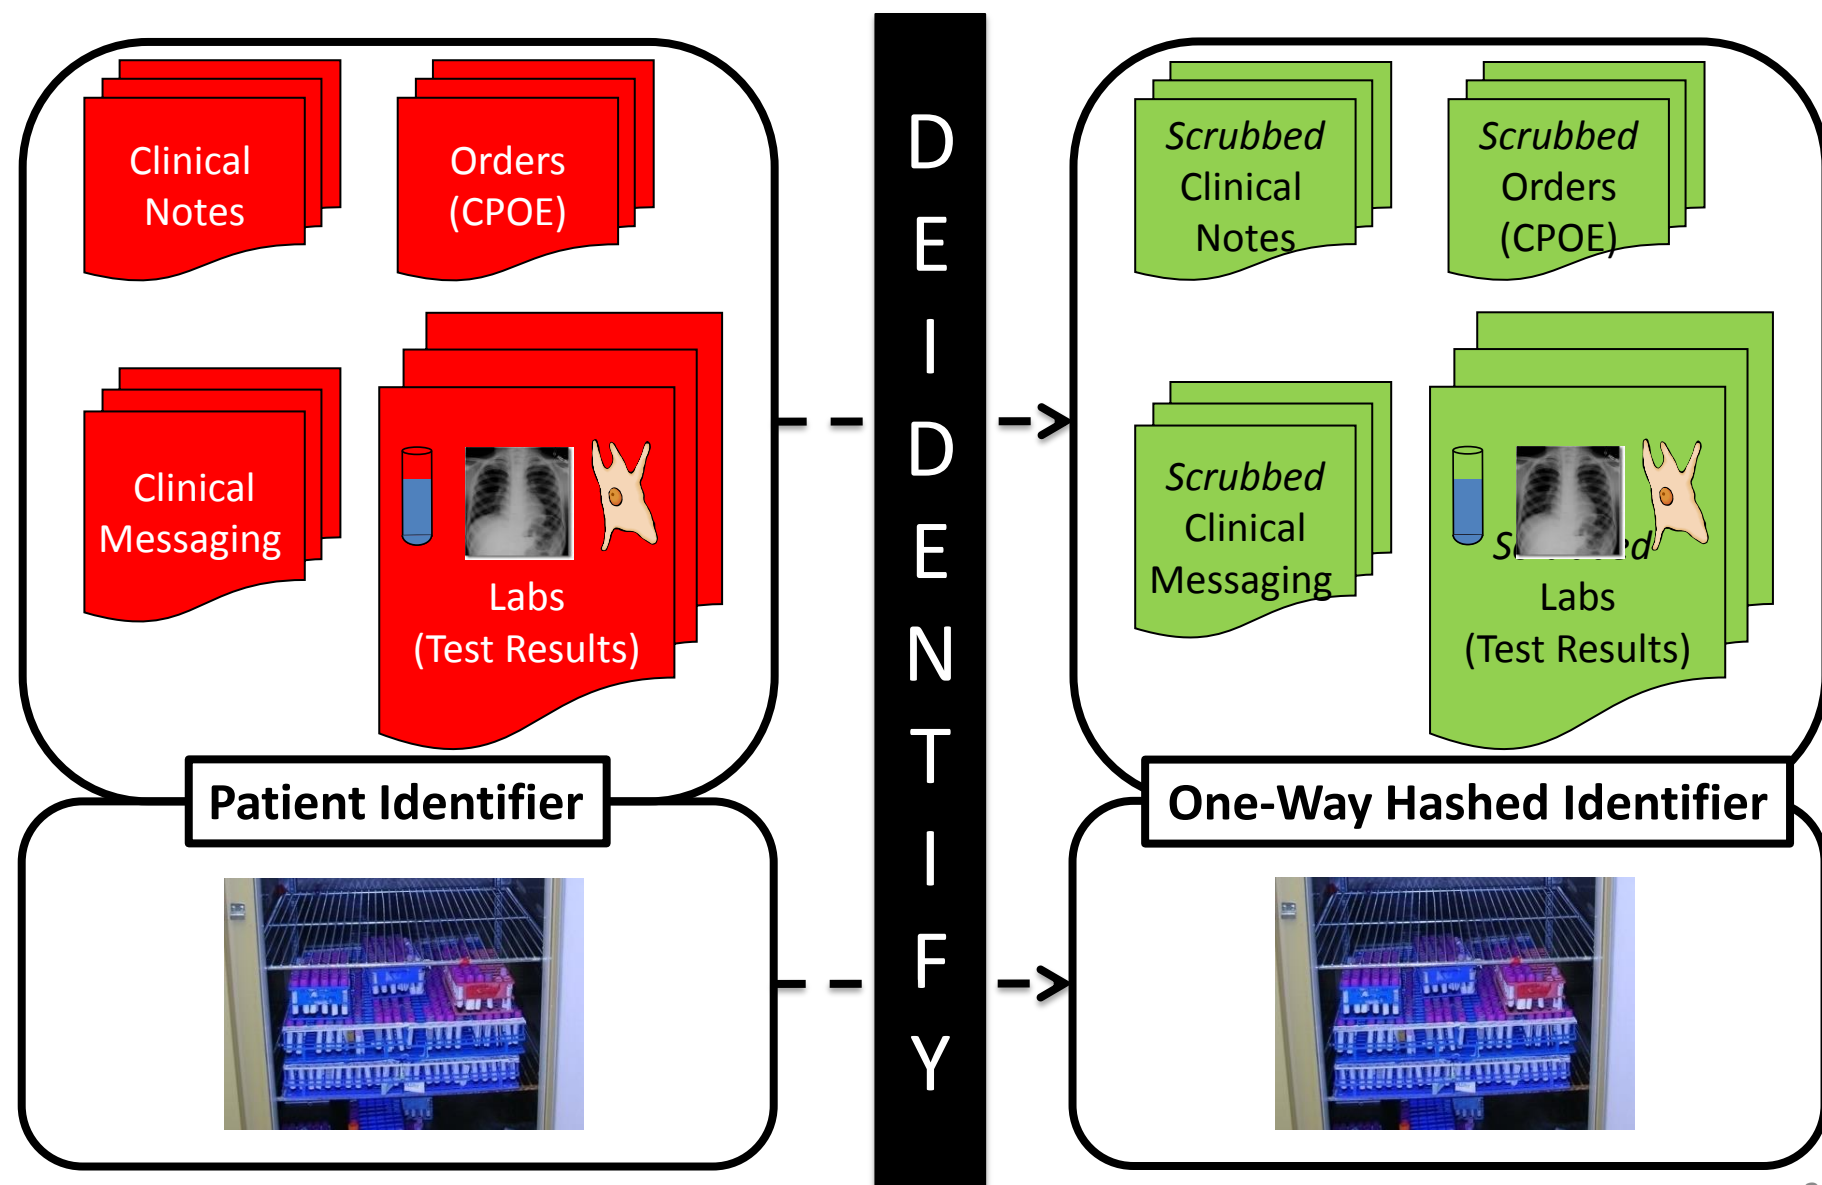 Clinical
Notes
Orders
(CPOE)
Clinical
Messaging
Labs
(Test Results)
Patient Identifier
DEIDENTIFY
Scrubbed
Clinical
Notes
Scrubbed
Orders
(CPOE)
Scrubbed
Clinical
Messaging
Labs
(Test Results)
One-Way Hashed Identifier